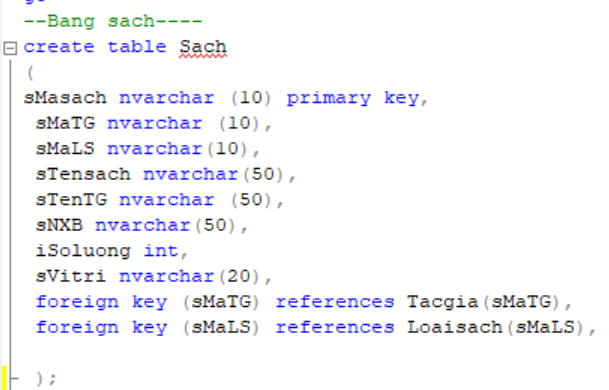 --Bang sach----
create table Sach
(
sMasach nvarchar (10) primary key,
sMaTG nvarchar (10),
sMaLS nvarchar(10),
sTensach nvarchar(50),
sTenTG nvarchar (50),
sNXB nvarchar(50),
iSoluong int,
sVitri nvarchar(20),
foreign key (sMaTG) references Tacgia(sMaTG),
foreign key (sMaLS) references Loaisach(sMaLS),
);